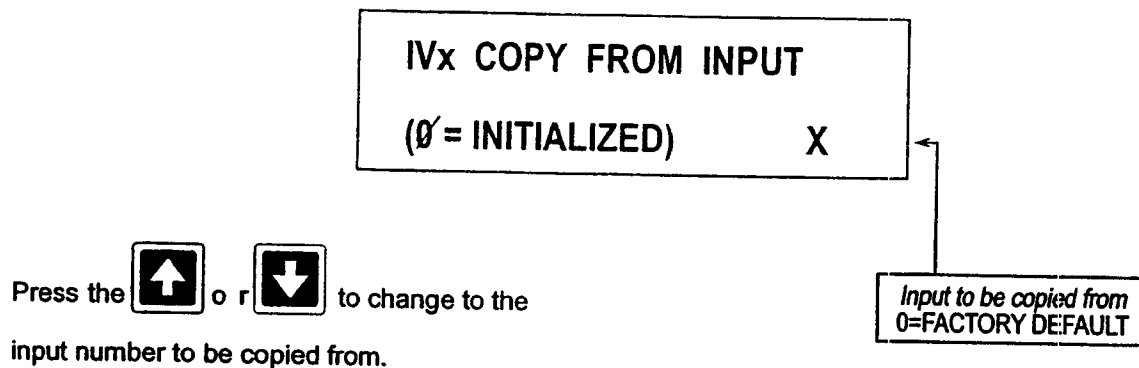 IVx COPY FROM INPUT
(0 = INITIALIZED) X
Press the o r to change to the
input number to be copied from.
Input to be copied from
0=FACTORY DEFAULT